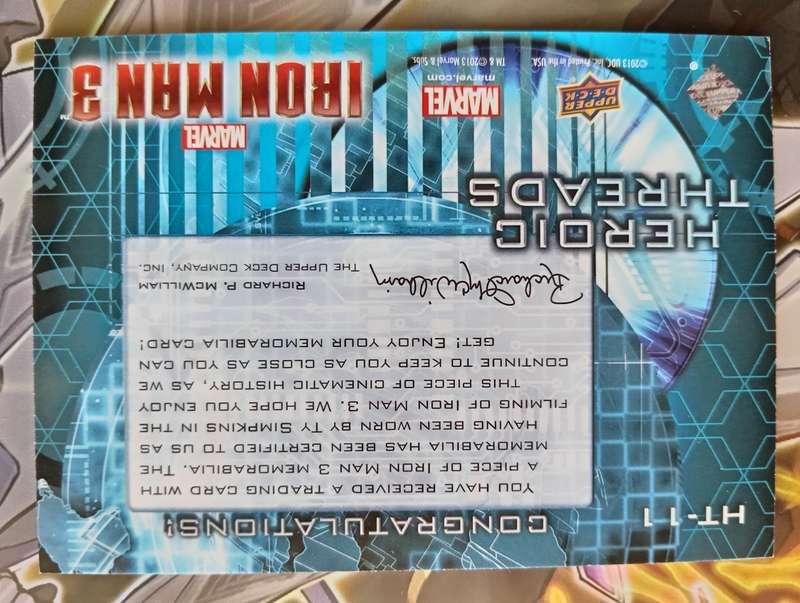 HT-11
CONGRATULATIONS!
YOU HAVE RECEIVED A TRADING CARD WITH
A PIECE OF IRON MAN 3 MEMORABILIA. THE
MEMORABILIA HAS BEEN CERTIFIED TO US AS
HAVING BEEN WORN BY TY SIMPKINS IN THE
FILMING OF IRON MAN 3. WE HOPE YOU ENJOY
THIS PIECE OF CINEMATIC HISTORY, AS WE
CONTINUE TO KEEP YOU AS CLOSE AS YOU CAN
GET! ENJOY YOUR MEMORABILIA CARD!
Richard P. McWilliam
RICHARD P. MCWILLIAM
THE UPPER DECK COMPANY, INC.
HEROIC
THREADS
MARVEL
IRON MAN 3™
UPPER
DECK
©2013 UDC, Inc. Printed in the USA.
MARVEL
marvel.com
TM & ©2013 Marvel & Subs
®